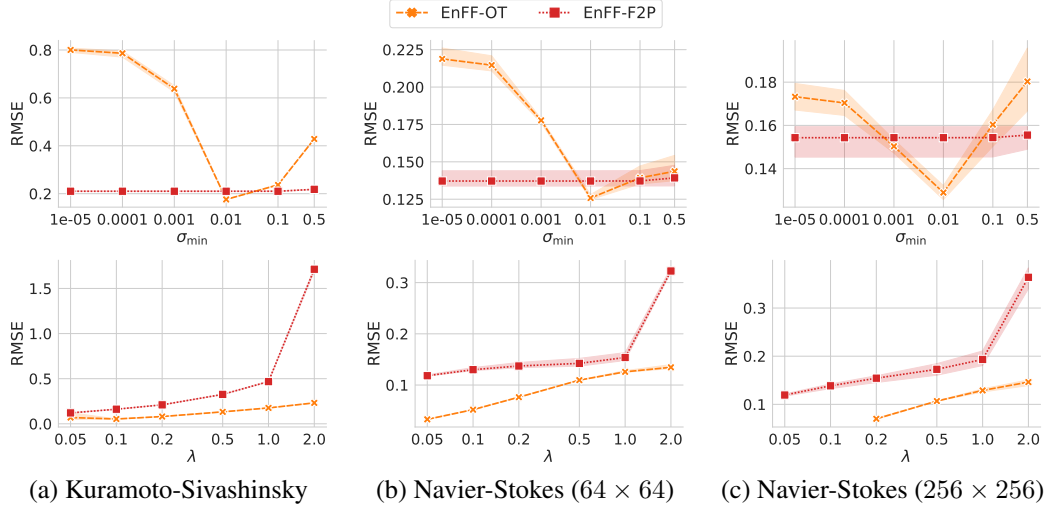 EnFF-OT EnFF-F2P
RMSE
0.8
0.6
0.4
0.2
1e-05 0.0001 0.001 0.01 0.1 0.5
σmin
RMSE
0.225
0.200
0.175
0.150
0.125
1e-05 0.0001 0.001 0.01 0.1 0.5
σmin
RMSE
0.18
0.16
0.14
1e-05 0.0001 0.001 0.01 0.1 0.5
σmin
RMSE
1.5
1.0
0.5
0.0
0.05 0.1 0.2 0.5 1.0 2.0
λ
RMSE
0.3
0.2
0.1
0.05 0.1 0.2 0.5 1.0 2.0
λ
RMSE
0.3
0.2
0.1
0.05 0.1 0.2 0.5 1.0 2.0
λ
(a) Kuramoto-Sivashinsky
(b) Navier-Stokes (64 × 64)
(c) Navier-Stokes (256 × 256)